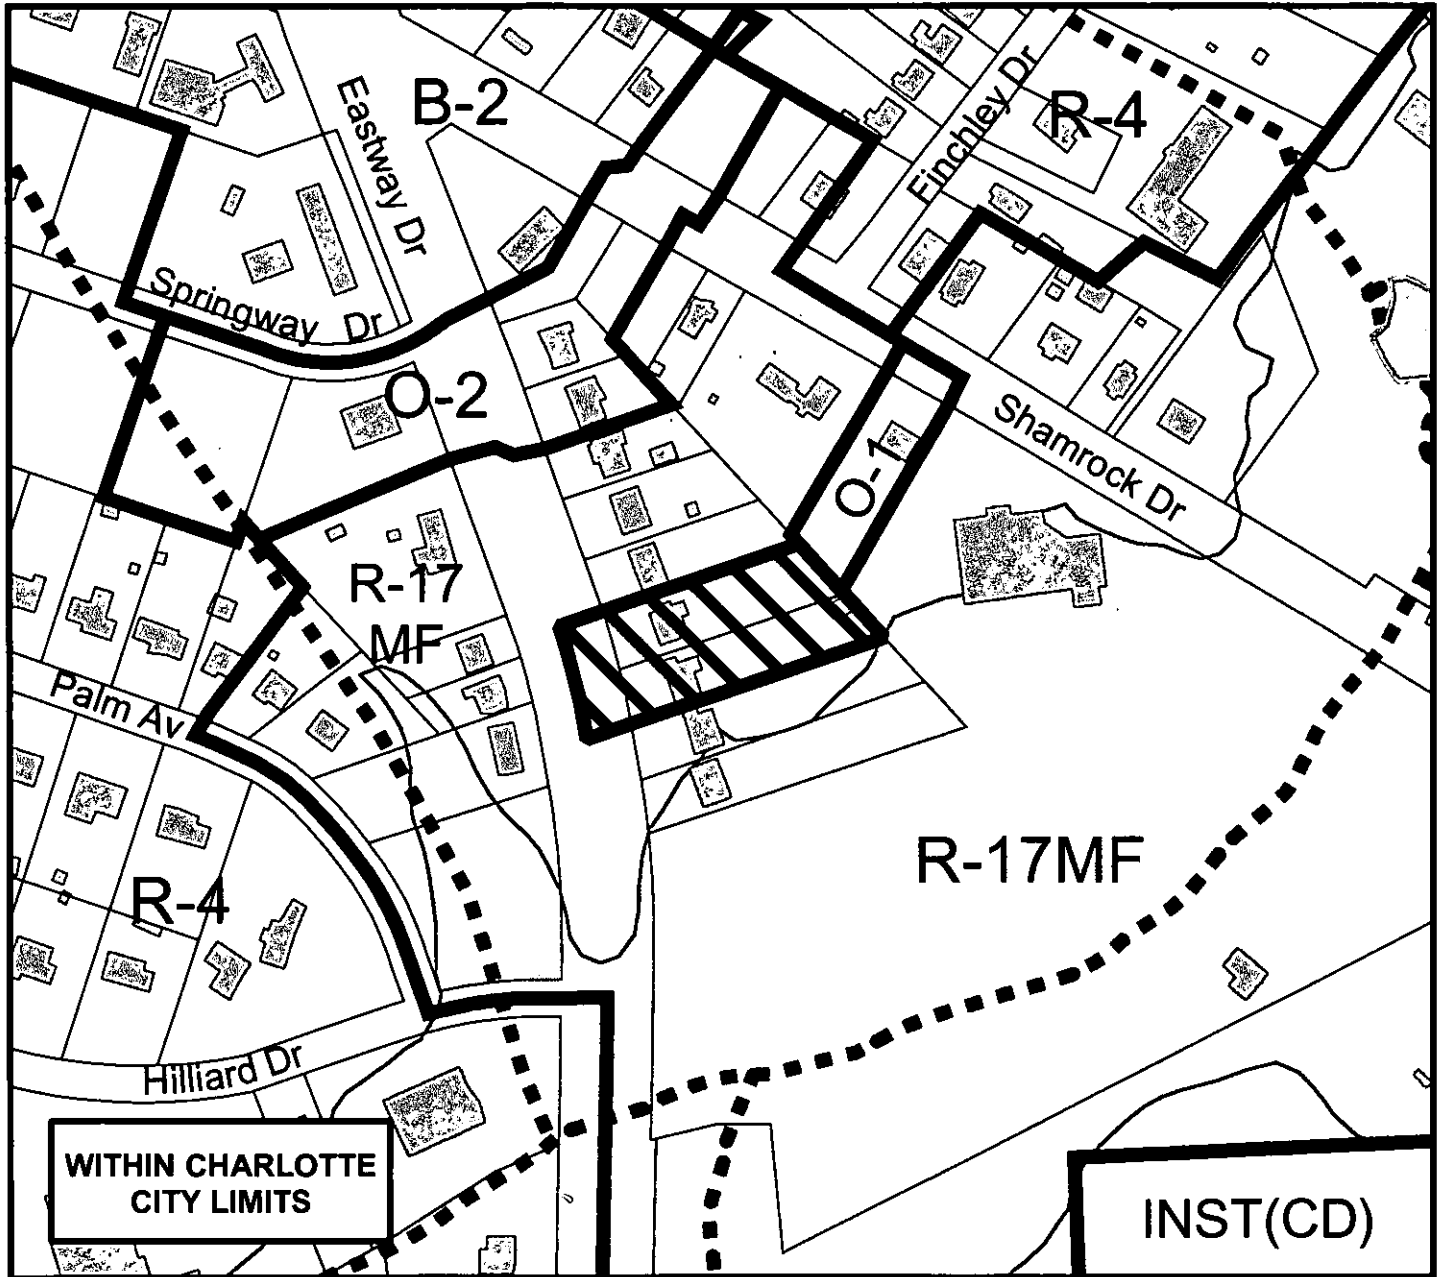 B-2
Eastway Dr
Finchley Dr
R-4
Springway Dr
O-2
Shamrock Dr
O-1
R-17
MF
Palm Av
R-17MF
R-4
Hilliard Dr
WITHIN CHARLOTTE
CITY LIMITS
INST(CD)